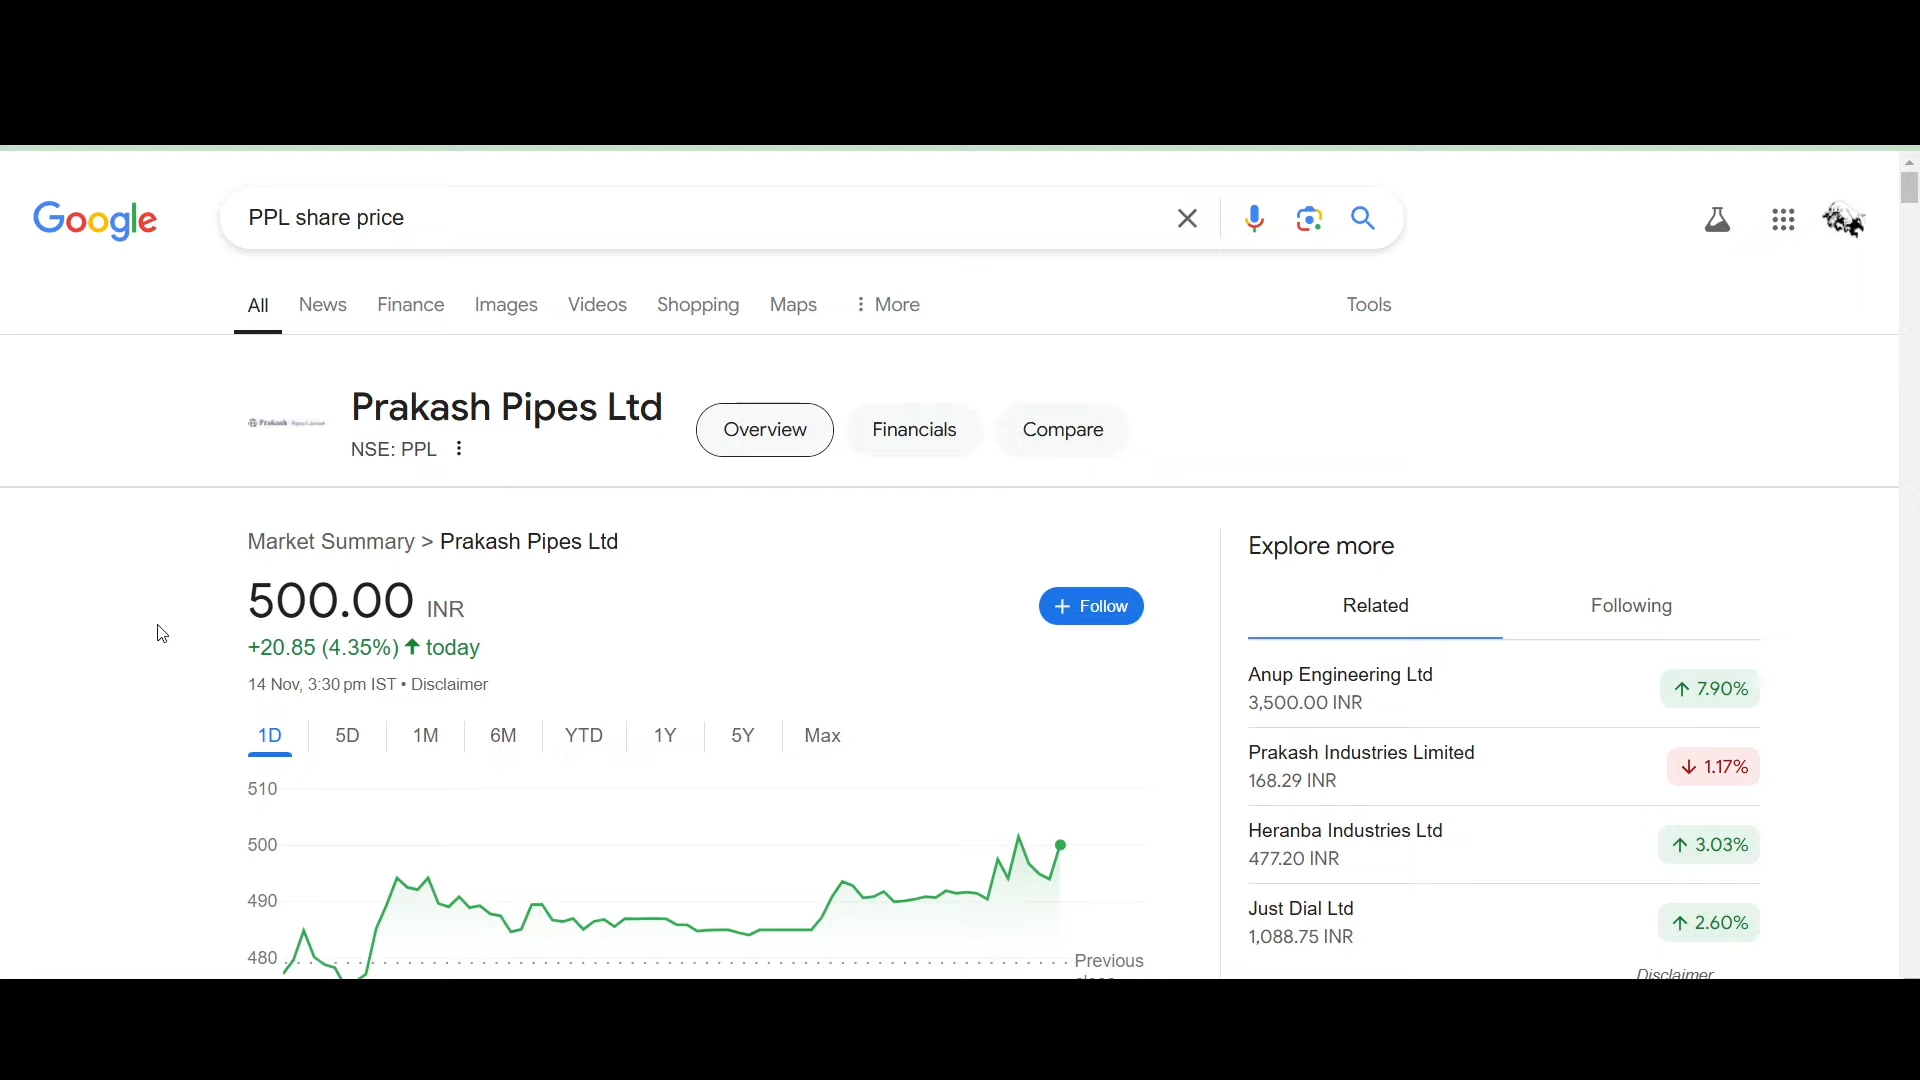 Google
PPL share price
All News Finance Images Videos Shopping Maps More Tools
Prakash Pipes Ltd
NSE: PPL
Overview Financials Compare
Market Summary > Prakash Pipes Ltd
500.00 INR
+20.85 (4.35%) today
14 Nov, 3:30 pm IST • Disclaimer
Follow
1D 5D 1M 6M YTD 1Y 5Y Max
510
500
490
480
Previous
Explore more
Related Following
Anup Engineering Ltd
3,500.00 INR
7.90%
Prakash Industries Limited
168.29 INR
1.17%
Heranba Industries Ltd
477.20 INR
3.03%
Just Dial Ltd
1,088.75 INR
2.60%
Disclaimer